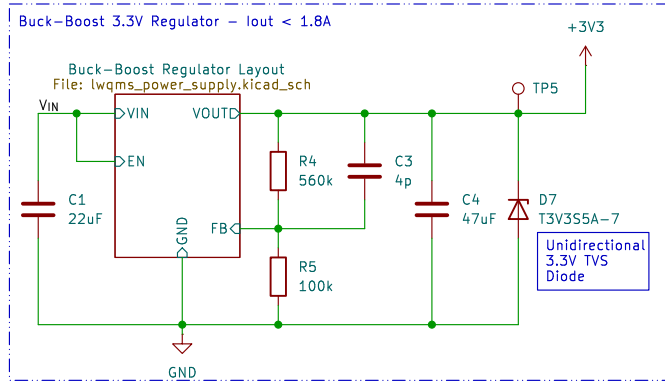 Buck-Boost 3.3V Regulator - Iout < 1.8A
+3V3
Buck-Boost Regulator Layout
File: lwqms_power_supply.kicad_sch
TP5
VIN
VIN
VOUT
EN
R4
560k
C3
4p
C1
22uF
C4
47uF
D7
T3V3S5A-7
FB
GND
Unidirectional
3.3V TVS
Diode
R5
100k
GND